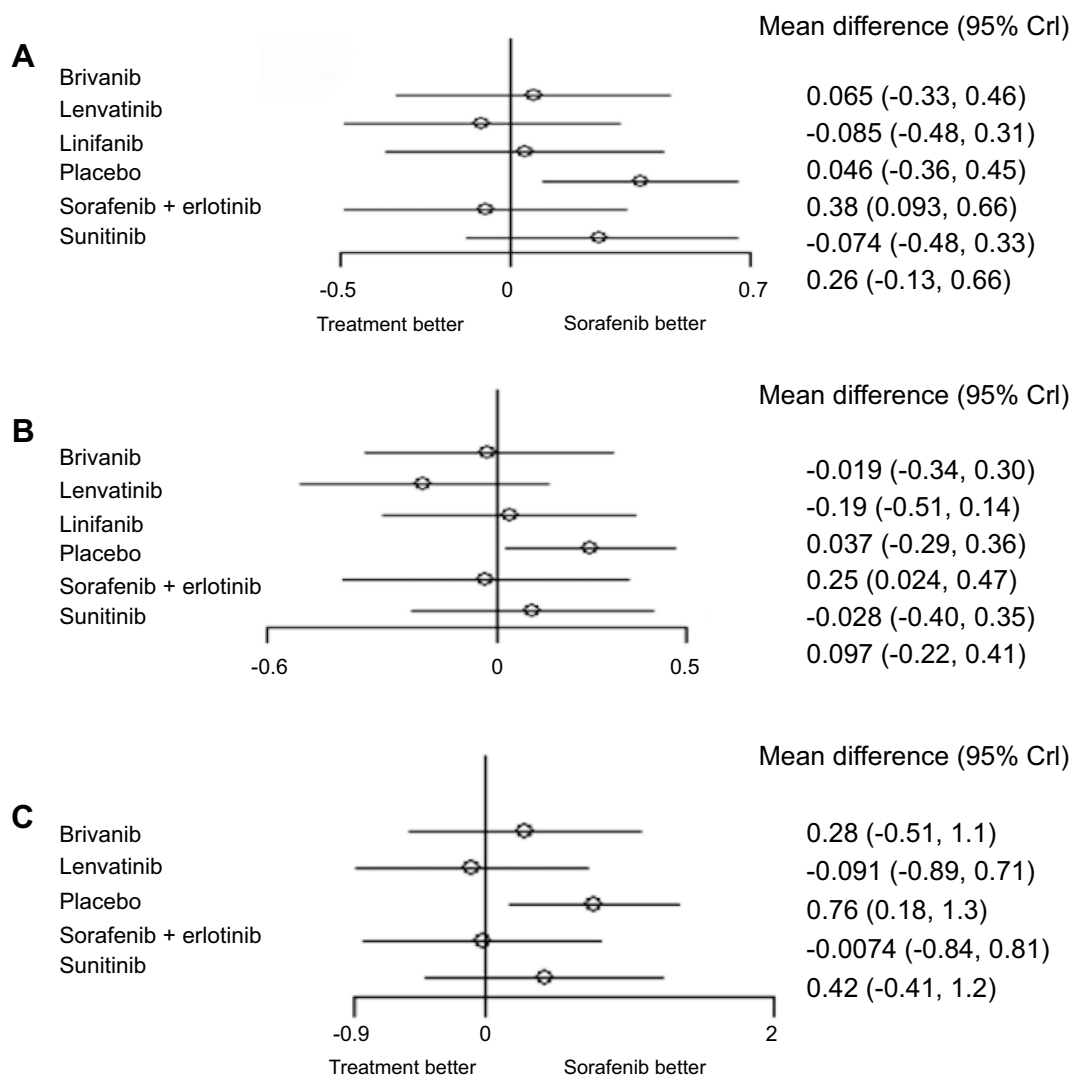 Mean difference (95% Crl)
A
Brivanib
0.065 (-0.33, 0.46)
Lenvatinib
-0.085 (-0.48, 0.31)
Linifanib
0.046 (-0.36, 0.45)
Placebo
0.38 (0.093, 0.66)
Sorafenib + erlotinib
-0.074 (-0.48, 0.33)
Sunitinib
0.26 (-0.13, 0.66)
-0.5 0 0.7
Treatment better Sorafenib better
Mean difference (95% Crl)
B
Brivanib
-0.019 (-0.34, 0.30)
Lenvatinib
-0.19 (-0.51, 0.14)
Linifanib
0.037 (-0.29, 0.36)
Placebo
0.25 (0.024, 0.47)
Sorafenib + erlotinib
-0.028 (-0.40, 0.35)
Sunitinib
0.097 (-0.22, 0.41)
-0.6 0 0.5
Mean difference (95% Crl)
C
Brivanib
0.28 (-0.51, 1.1)
Lenvatinib
-0.091 (-0.89, 0.71)
Placebo
0.76 (0.18, 1.3)
Sorafenib + erlotinib
-0.0074 (-0.84, 0.81)
Sunitinib
0.42 (-0.41, 1.2)
-0.9 0 2
Treatment better Sorafenib better